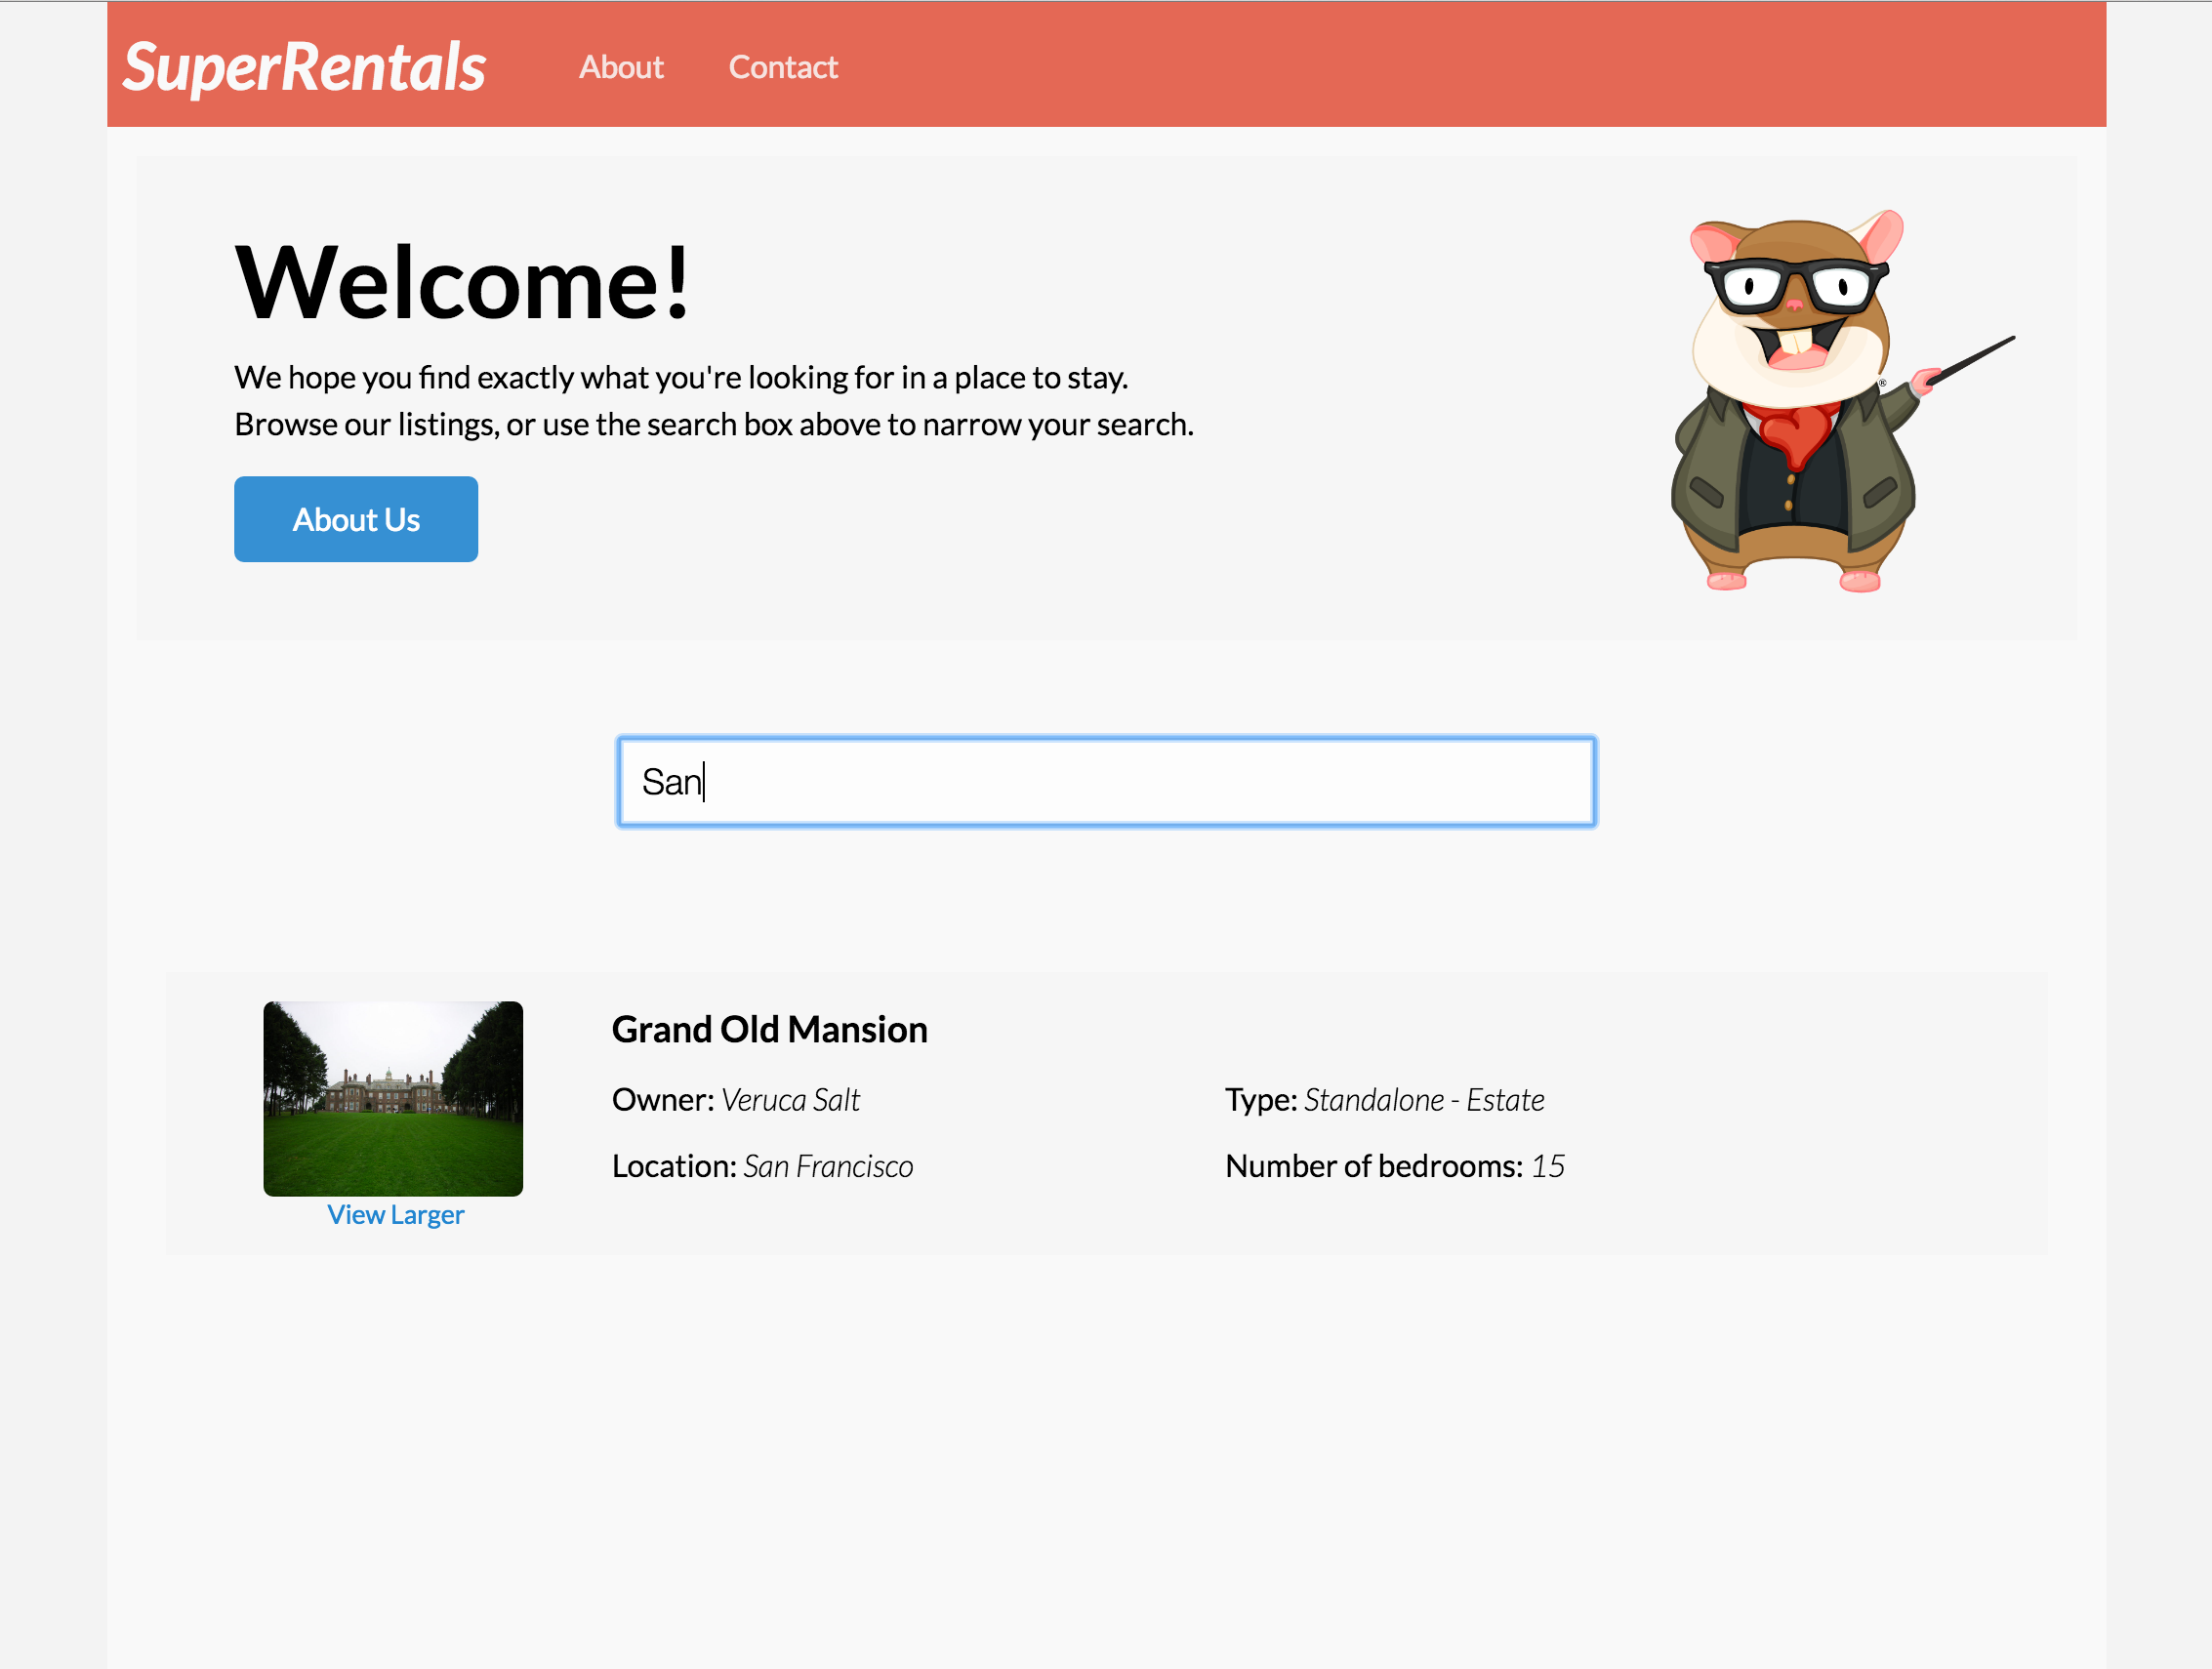 SuperRentals About Contact
Welcome!
We hope you find exactly what you're looking for in a place to stay.
Browse our listings, or use the search box above to narrow your search.
®
About Us
San
Grand Old Mansion
Owner: Veruca Salt Type: Standalone - Estate
Location: San Francisco Number of bedrooms: 15
View Larger